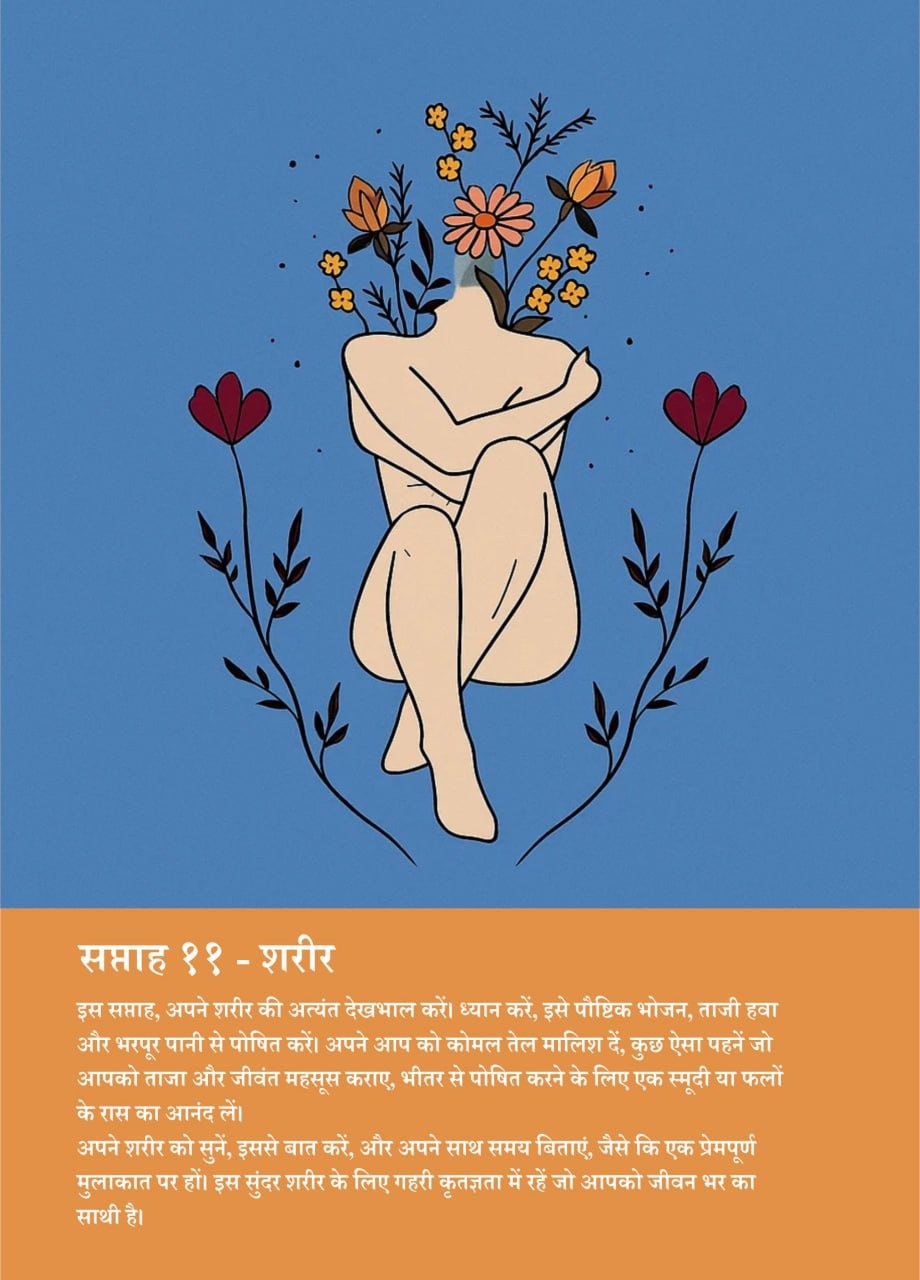 सप्ताह ११ - शरीर
इस सप्ताह, अपने शरीर की अत्यंत देखभाल करें। ध्यान करें, इसे पौष्टिक भोजन, ताजी हवा
और भरपूर पानी से पोषित करें। अपने आप को कोमल तेल मालिश दें, कुछ ऐसा पहनें जो
आपको ताजा और जीवंत महसूस कराए, भीतर से पोषित करने के लिए एक स्मूदी या फलों
के रास का आनंद लें।
अपने शरीर को सुनें, इससे बात करें, और अपने साथ समय बिताएं, जैसे कि एक प्रेमपूर्ण
मुलाकात पर हों। इस सुंदर शरीर के लिए गहरी कृतज्ञता में रहें जो आपको जीवन भर का
साथी है।